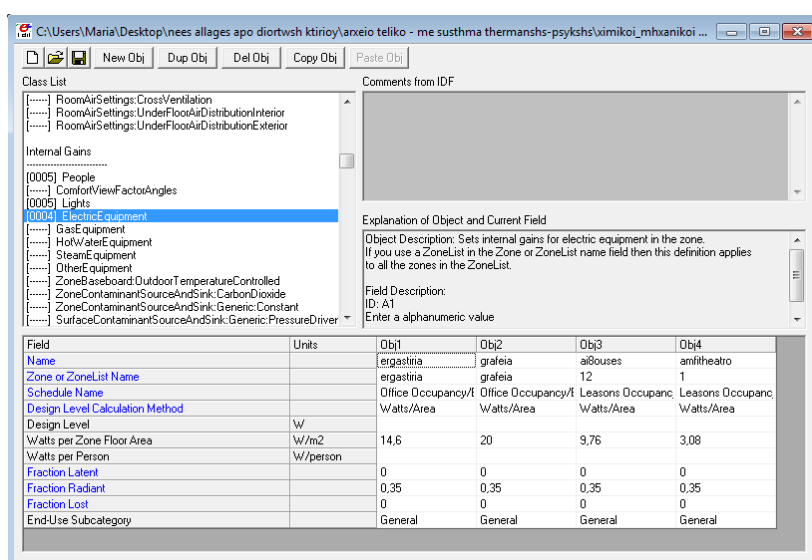 C:\Users\Maria\Desktop\nees allages apo diortwsh ktirioy\arxeio teliko - me susthma thermanshs-psykshs\ximikoi_mhxanikoi ...
New Obj Dup Obj Del Obj Copy Obj Paste Obj
Class List
[------] RoomAirSettings:CrossVentilation
[------] RoomAirSettings:UnderFloorAirDistributionInterior
[------] RoomAirSettings:UnderFloorAirDistributionExterior
Internal Gains
--------------------------
[0005] People
[------] ComfortViewFactorAngles
[0005] Lights
[0004] ElectricEquipment
[------] GasEquipment
[------] HotWaterEquipment
[------] SteamEquipment
[------] OtherEquipment
[------] ZoneBaseboard:OutdoorTemperatureControlled
[------] ZoneContaminantSourceAndSink:CarbonDioxide
[------] ZoneContaminantSourceAndSink:Generic:Constant
[------] SurfaceContaminantSourceAndSink:Generic:PressureDriver
Comments from IDF
Explanation of Object and Current Field
Object Description: Sets internal gains for electric equipment in the zone.
If you use a ZoneList in the Zone or ZoneList name field then this definition applies
to all the zones in the ZoneList.
Field Description:
ID: A1
Enter a alphanumeric value
Field Units Obj1 Obj2 Obj3 Obj4
Name ergastiria grafeia ai8ouses amfitheatro
Zone or ZoneList Name ergastiria grafeia 12 1
Schedule Name Office Occupancy/E Office Occupancy/E Leasons Occupanc Leasons Occupanc
Design Level Calculation Method Watts/Area Watts/Area Watts/Area Watts/Area
Design Level W
Watts per Zone Floor Area W/m2 14,6 20 9,76 3,08
Watts per Person W/person
Fraction Latent 0 0 0 0
Fraction Radiant 0,35 0,35 0,35 0,35
Fraction Lost 0 0 0 0
End-Use Subcategory General General General General